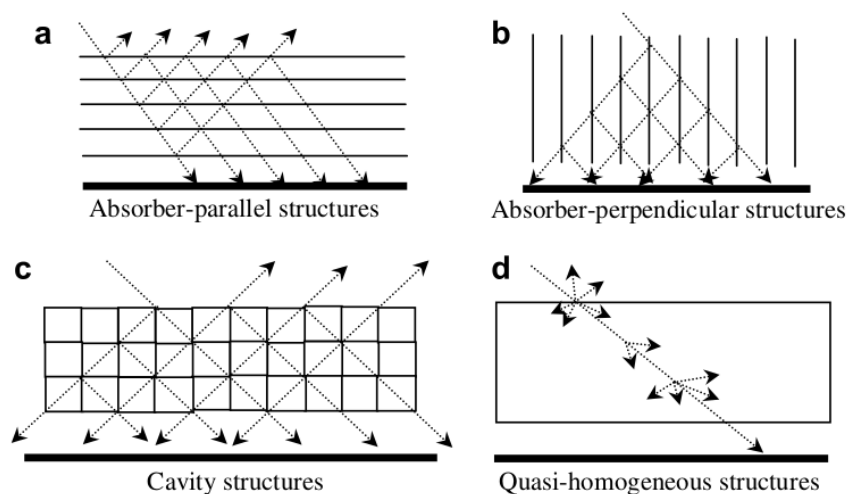 a
Absorber-parallel structures
b
Absorber-perpendicular structures
c
Cavity structures
d
Quasi-homogeneous structures